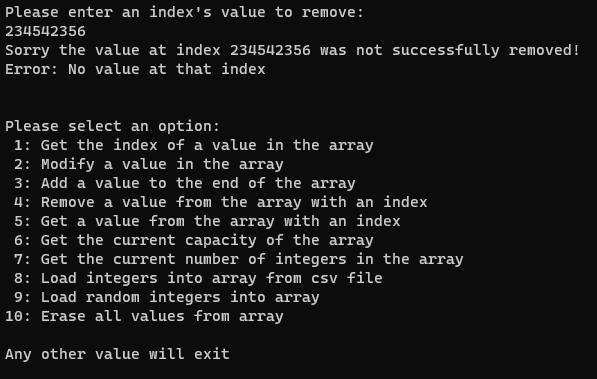 Please enter an index's value to remove:
234542356
Sorry the value at index 234542356 was not successfully removed!
Error: No value at that index
Please select an option:
1: Get the index of a value in the array
2: Modify a value in the array
3: Add a value to the end of the array
4: Remove a value from the array with an index
5: Get a value from the array with an index
6: Get the current capacity of the array
7: Get the current number of integers in the array
8: Load integers into array from csv file
9: Load random integers into array
10: Erase all values from array
Any other value will exit